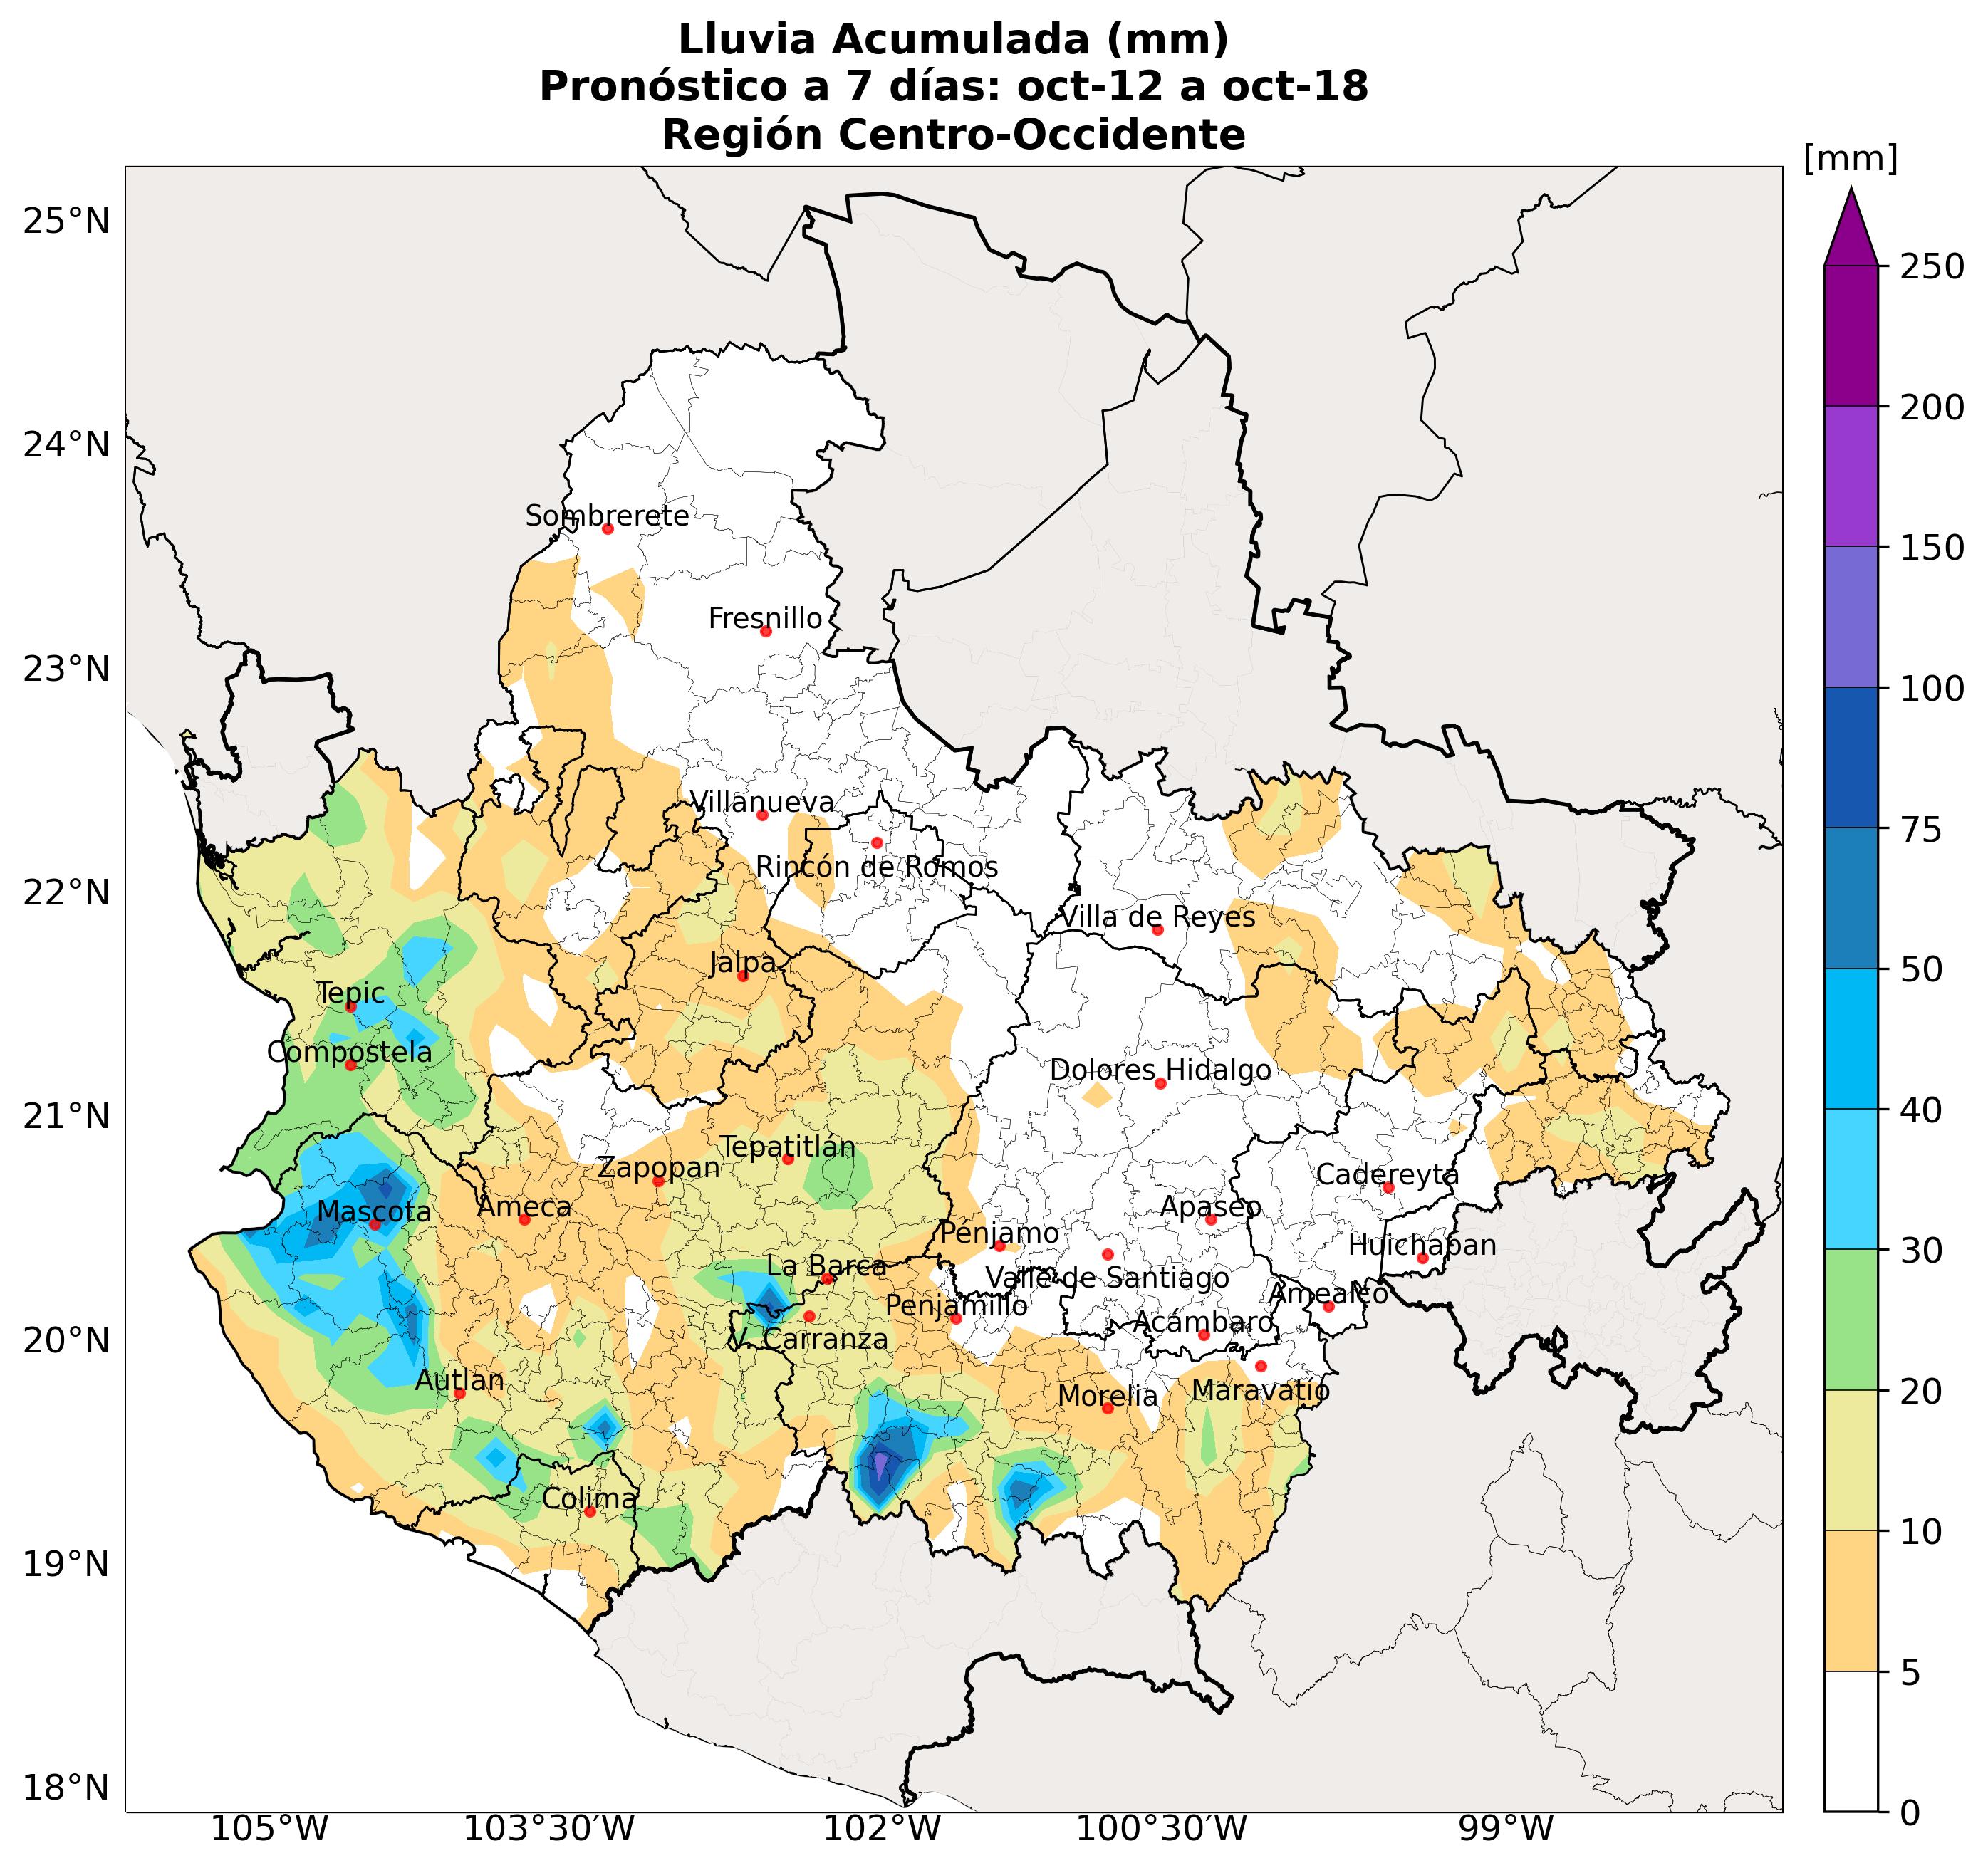 Lluvia Acumulada (mm)
Pronóstico a 7 días: oct-12 a oct-18
Región Centro-Occidente
[mm]
25°N
250
200
24°N
150
Sombrerete
Fresnillo
23°N
100
Villanueva
75
Rincón de Romos
22°N
Villa de Reyes
50
Jalpa
Tepic
Compostela
Dolores Hidalgo
21°N
40
Tepatitlán
Zapopan
Cadereyta
Mascota
Ameca
Apaseo
Pénjamo
Huichapan
30
La Barca
Valle de Santiago
Amealco
Penjamillo
20°N
Acámbaro
V. Carranza
Autlan
Morelia
Maravatio
20
Colima
10
19°N
5
18°N
0
105°W
103°30'W
102°W
100°30'W
99°W